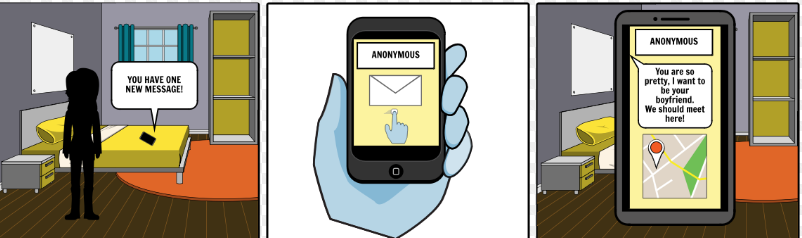 YOU HAVE ONE
NEW MESSAGE!
ANONYMOUS
ANONYMOUS
You are so
pretty, I want to
be your
boyfriend.
We should meet
here!